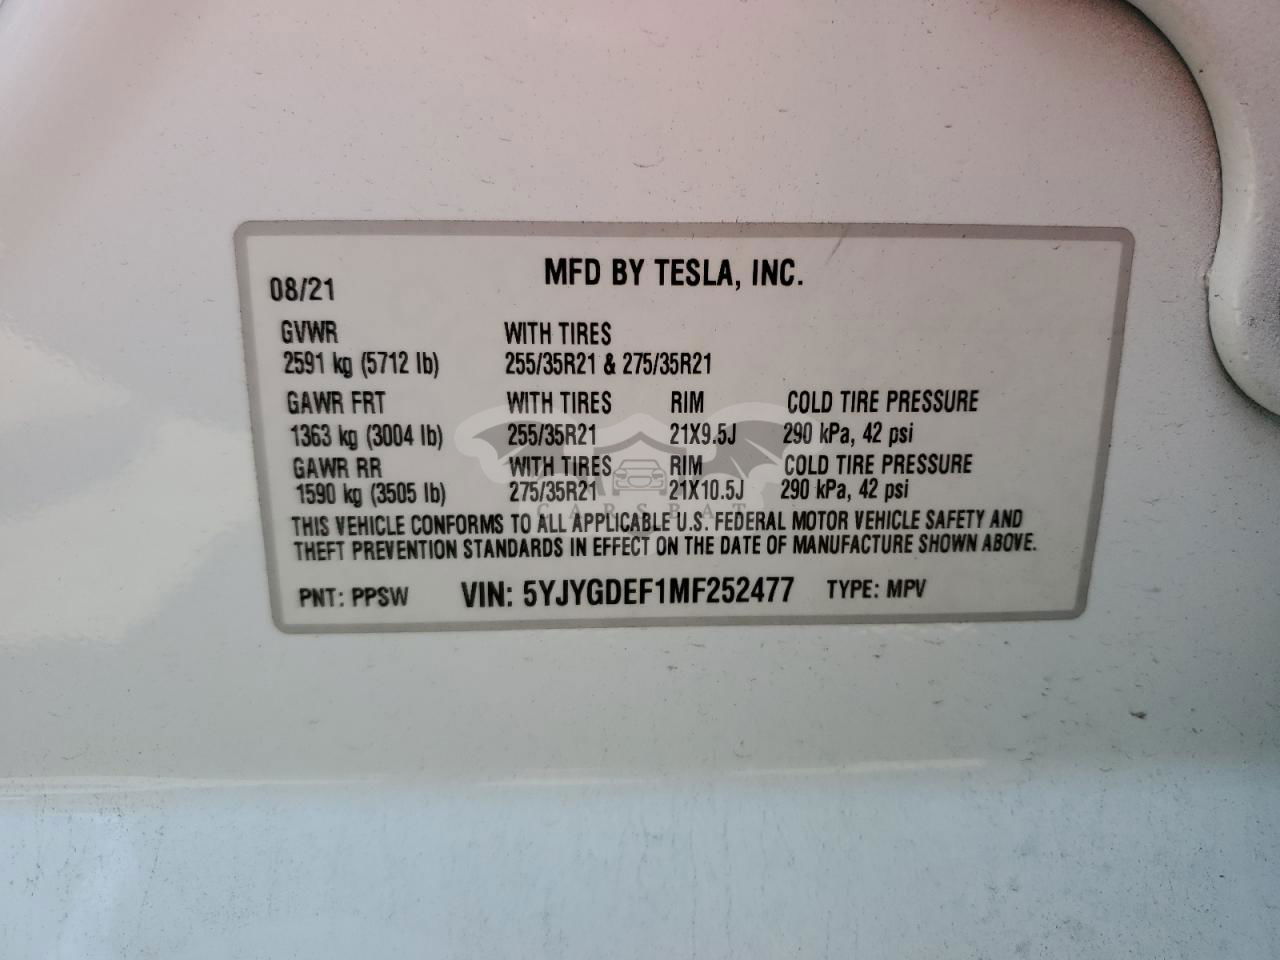 MFD BY TESLA, INC.
08/21
GVWR WITH TIRES
2591 kg (5712 lb) 255/35R21 & 275/35R21
GAWR FRT WITH TIRES RIM COLD TIRE PRESSURE
1363 kg (3004 lb) 255/35R21 21X9.5J 290 kPa, 42 psi
GAWR RR WITH TIRES RIM COLD TIRE PRESSURE
1590 kg (3505 lb) 275/35R21 21X10.5J 290 kPa, 42 psi
CARSBAT
THIS VEHICLE CONFORMS TO ALL APPLICABLE U.S. FEDERAL MOTOR VEHICLE SAFETY AND
THEFT PREVENTION STANDARDS IN EFFECT ON THE DATE OF MANUFACTURE SHOWN ABOVE.
PNT: PPSW VIN: 5YJYGDEF1MF252477 TYPE: MPV